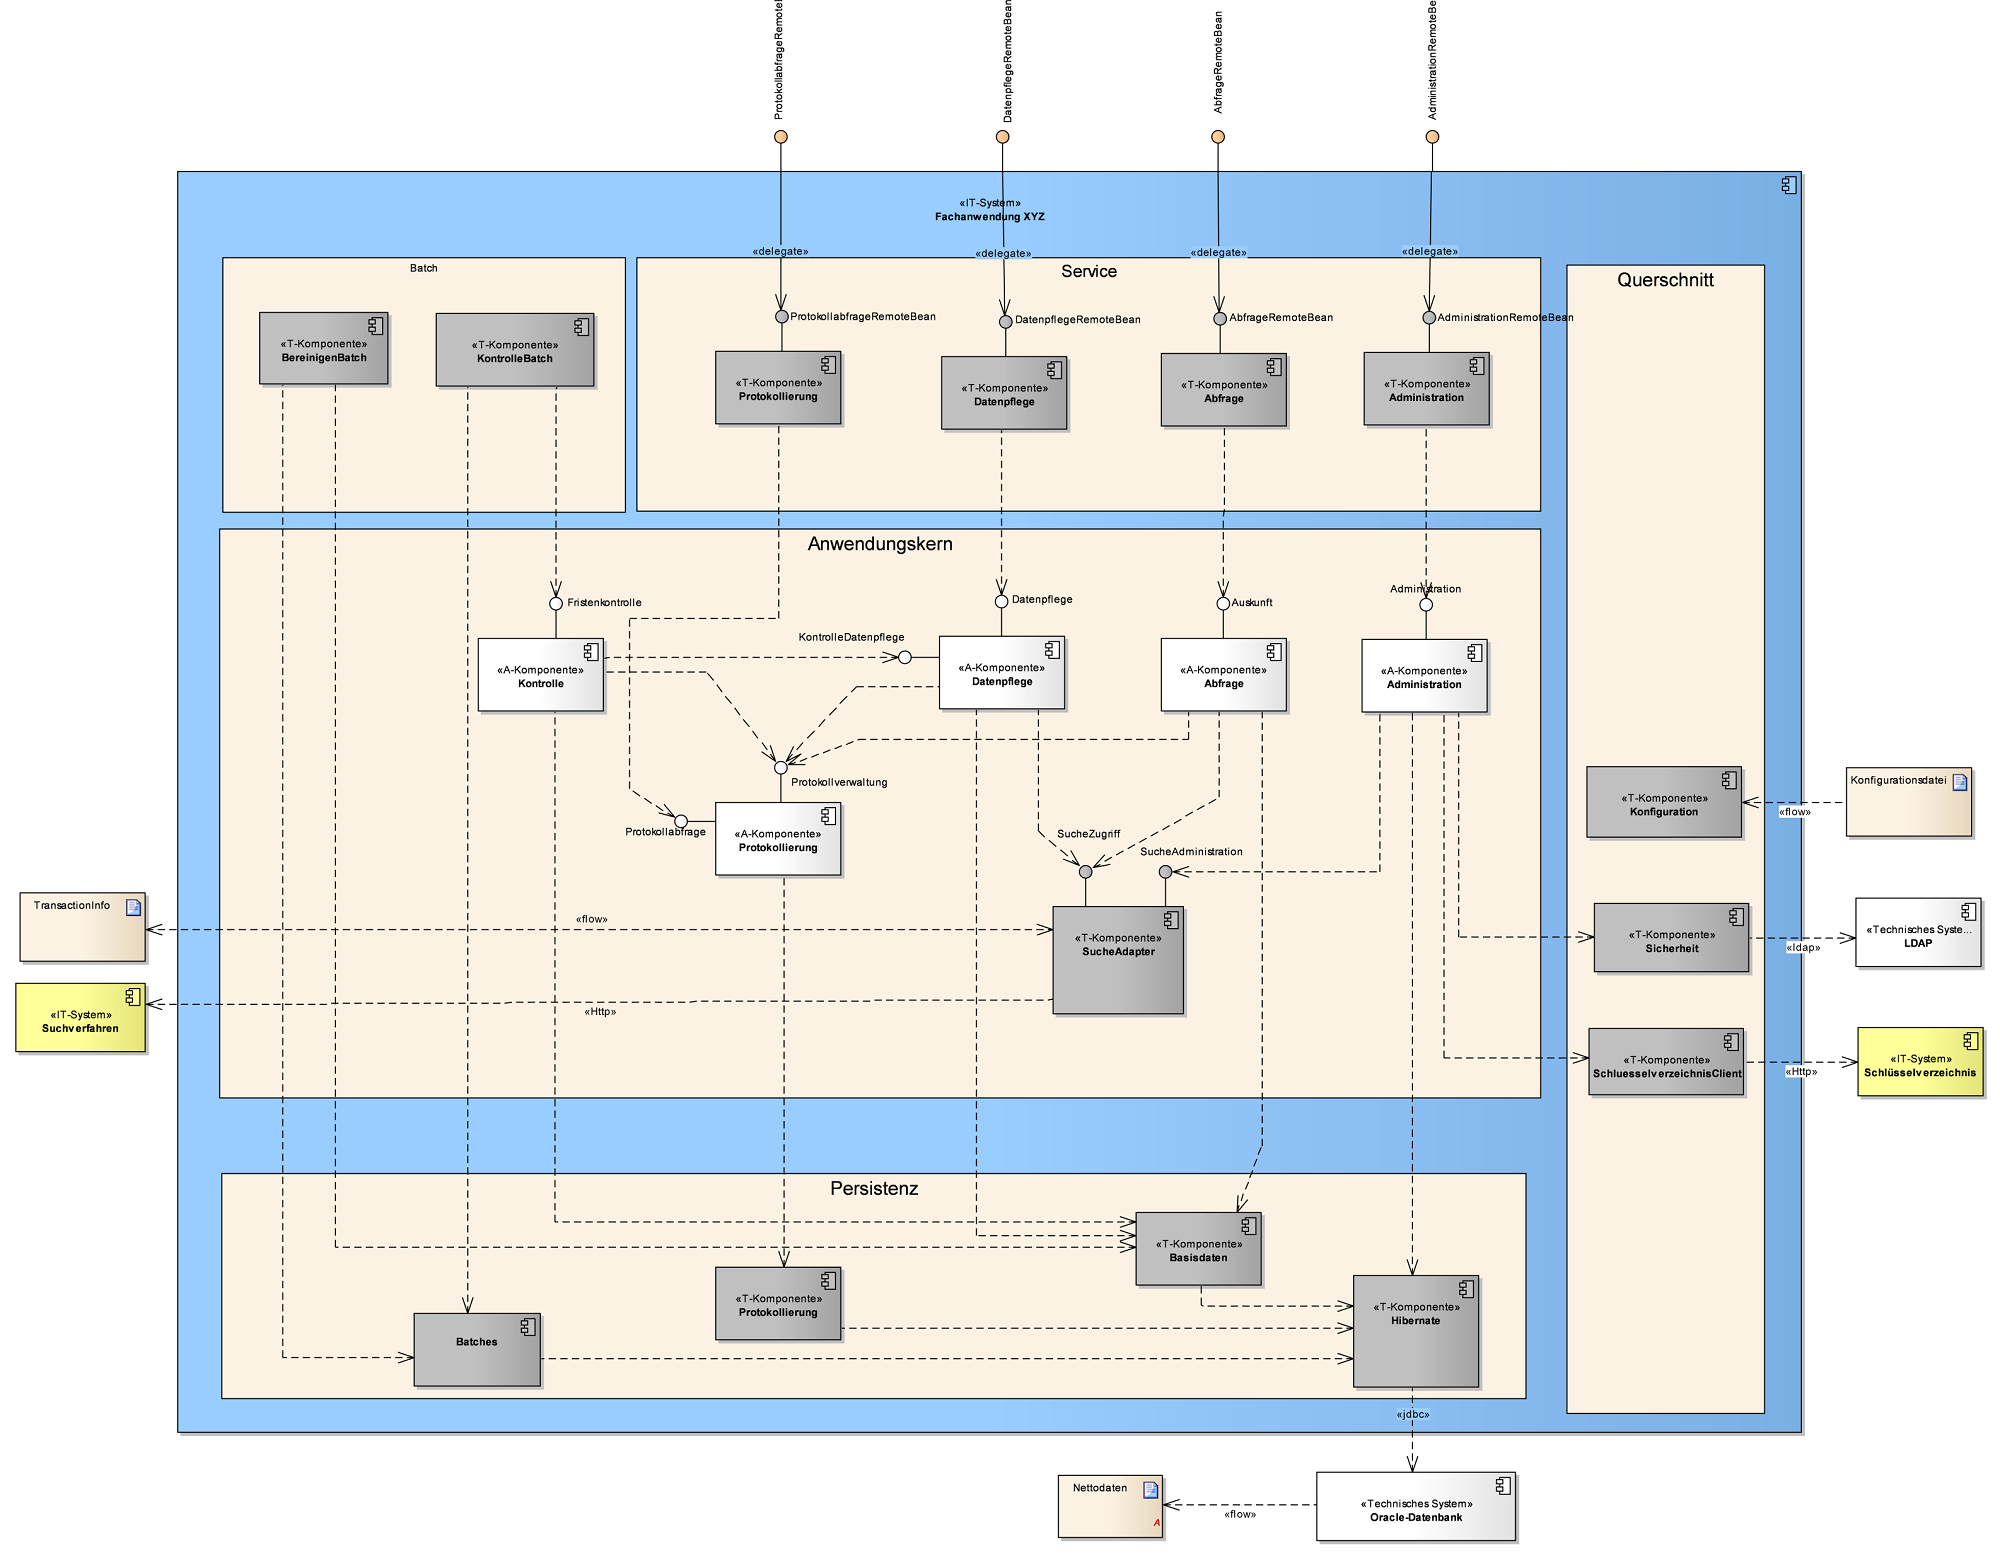 ProtokollabfrageRemotel
DatenpflegeRemoteBean
AbfrageRemoteBean
AdministrationRemoteBe
«IT-System»
Fachanwendung XYZ
«delegate»
«delegate»
«delegate»
«delegate»
Batch
Service
Querschnitt
«T-Komponente»
BereinigenBatch
«T-Komponente»
KontrolleBatch
ProtokollabfrageRemoteBean
DatenpflegeRemoteBean
AbfrageRemoteBean
AdministrationRemoteBean
«T-Komponente»
Protokollierung
«T-Komponente»
Datenpflege
«T-Komponente»
Abfrage
«T-Komponente»
Administration
Anwendungskern
Fristenkontrolle
Datenpflege
Auskunft
Administration
KontrolleDatenpflege
«A-Komponente»
Kontrolle
«A-Komponente»
Datenpflege
«A-Komponente»
Abfrage
«A-Komponente»
Administration
Protokollverwaltung
Protokollabfrage
«A-Komponente»
Protokollierung
SucheZugriff
SucheAdministration
«T-Komponente»
Konfiguration
Konfigurationsdatei
«flow»
TransactionInfo
«flow»
«T-Komponente»
SucheAdapter
«T-Komponente»
Sicherheit
«ldap»
«Technisches Syste...
LDAP
«IT-System»
Suchverfahren
«Http»
«T-Komponente»
SchluesselverzeichnisClient
«Http»
«IT-System»
Schlüsselverzeichnis
Persistenz
«T-Komponente»
Basisdaten
«T-Komponente»
Protokollierung
«T-Komponente»
Hibernate
Batches
«jdbc»
Nettodaten
A
«flow»
«Technisches System»
Oracle-Datenbank